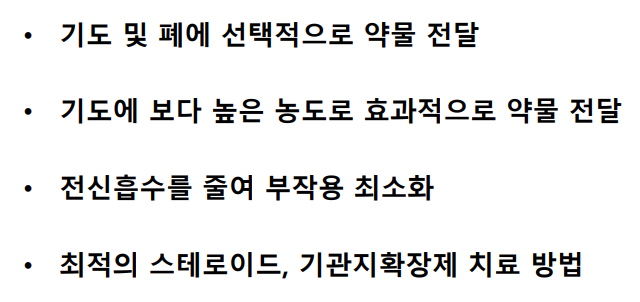 • 기도 및 폐에 선택적으로 약물 전달
• 기도에 보다 높은 농도로 효과적으로 약물 전달
• 전신흡수를 줄여 부작용 최소화
• 최적의 스테로이드, 기관지확장제 치료 방법